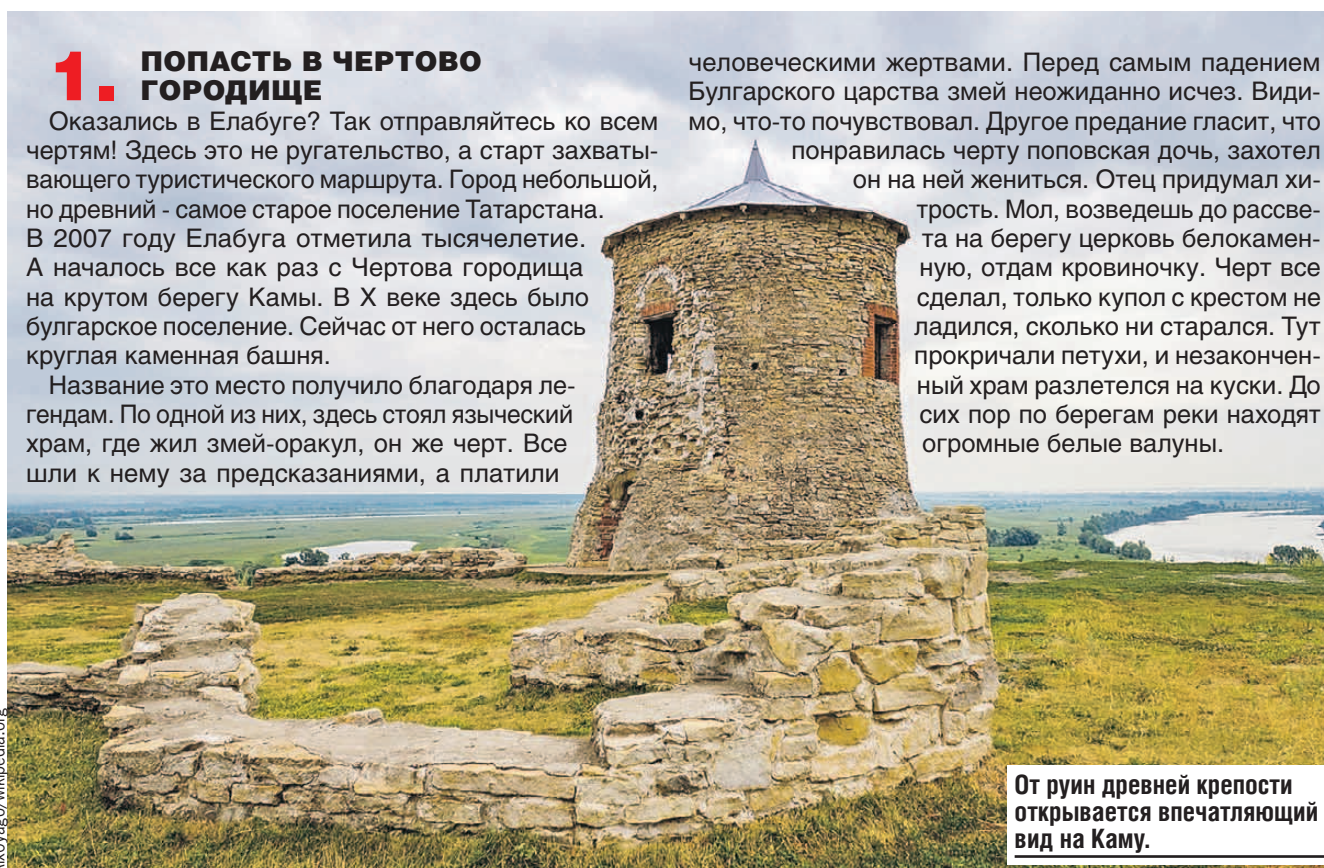 1. ПОПАСТЬ В ЧЕРТОВО
ГОРОДИЩЕ
Оказались в Елабуге? Так отправляйтесь ко всем
чертям! Здесь это не ругательство, а старт захваты-
вающего туристического маршрута. Город небольшой,
но древний - самое старое поселение Татарстана.
В 2007 году Елабуга отметила тысячелетие.
А началось все как раз с Чертова городища
на крутом берегу Камы. В X веке здесь было
булгарское поселение. Сейчас от него осталась
круглая каменная башня.
Название это место получило благодаря ле-
гендам. По одной из них, здесь стоял языческий
храм, где жил змей-оракул, он же черт. Все
шли к нему за предсказаниями, а платили
человеческими жертвами. Перед самым падением
Булгарского царства змей неожиданно исчез. Види-
мо, что-то почувствовал. Другое предание гласит, что
понравилась черту поповская дочь, захотел
он на ней жениться. Отец придумал хи-
трость. Мол, возведешь до рассве-
та на берегу церковь белокамен-
ную, отдам кровиночку. Черт все
сделал, только купол с крестом не
ладился, сколько ни старался. Тут
прокричали петухи, и незакончен-
ный храм разлетелся на куски. До
сих пор по берегам реки находят
огромные белые валуны.
От руин древней крепости
открывается впечатляющий
вид на Каму.